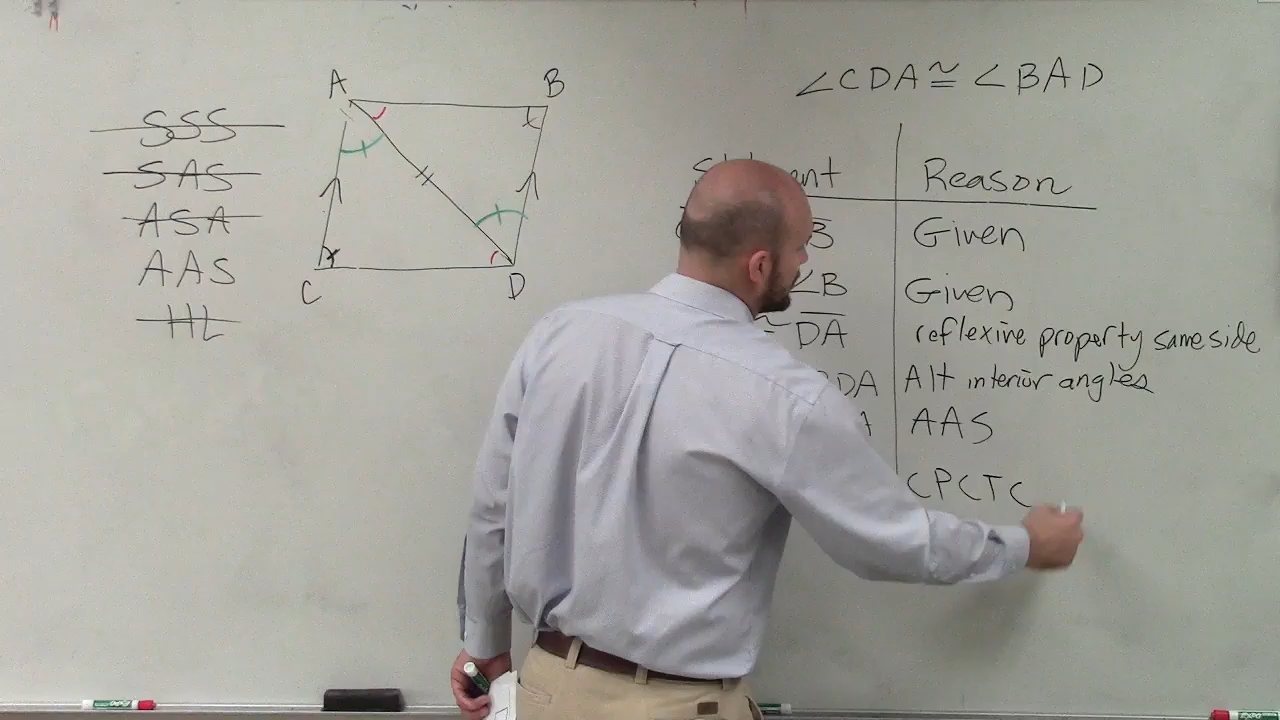 SSS
SAS
ASA
AAS
HL
A
B
C
D
∠CDA ≅ ∠BAD
Reason
Given
∠B Given
≅ DA reflexive property same side
DA Alt interior angles
A AAS
CPCTC